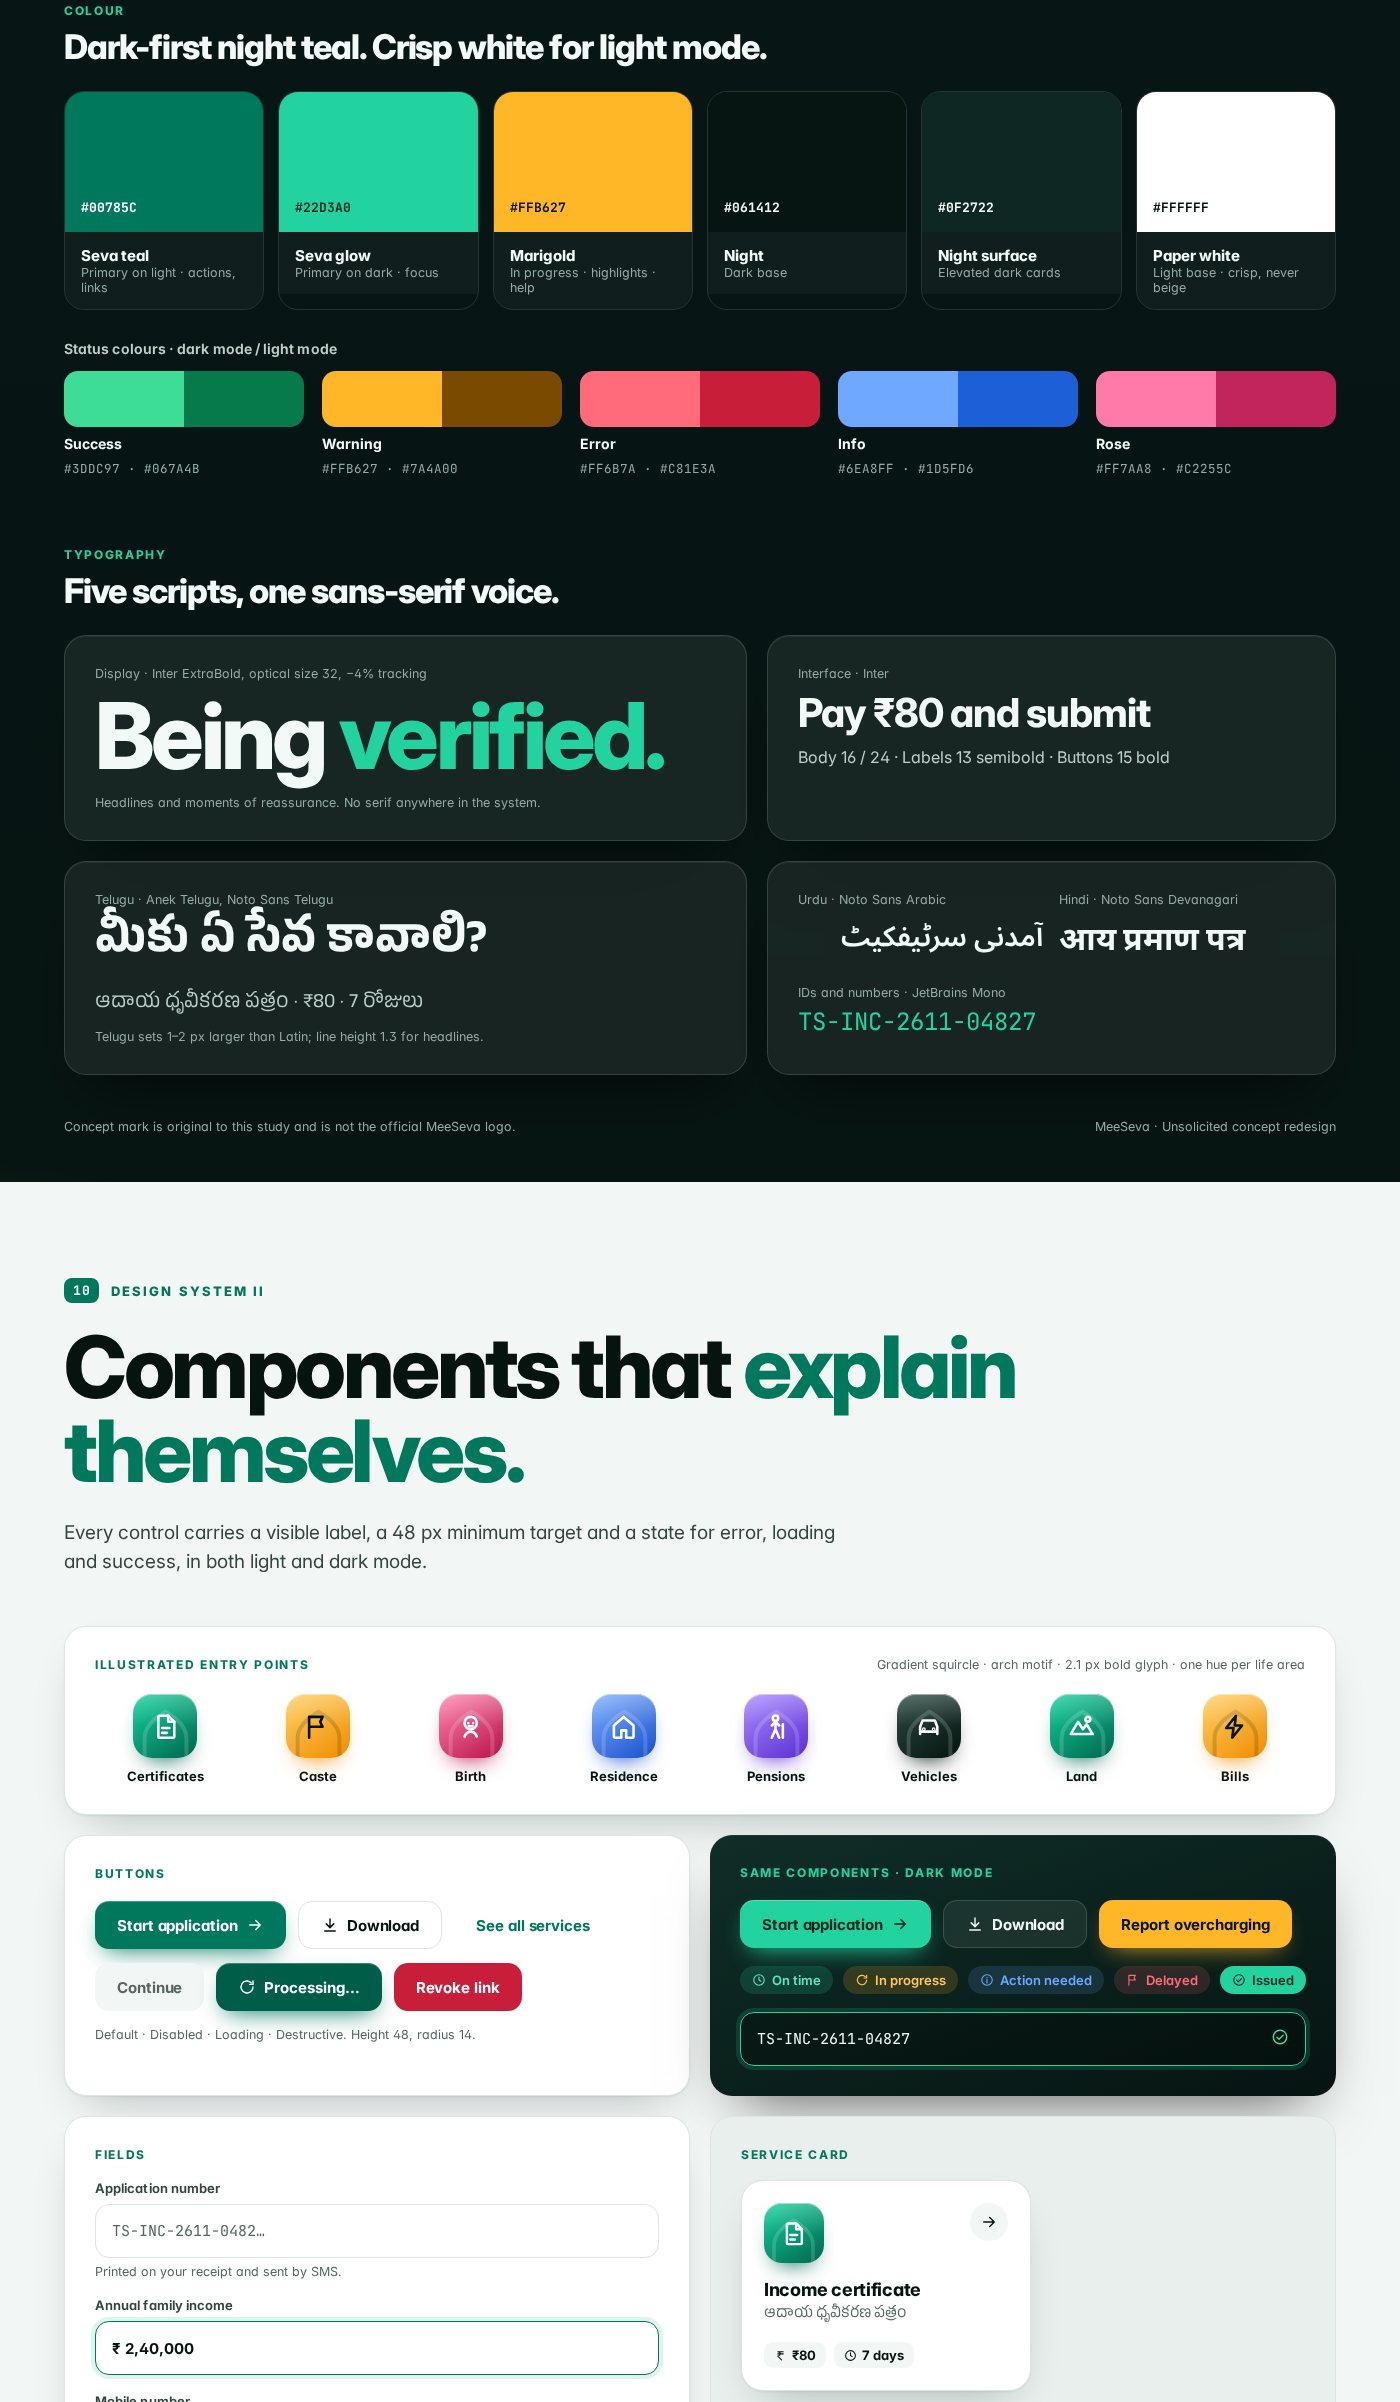 COLOUR
Dark-first night teal. Crisp white for light mode.
#00785C
#22D3A0
#FFB627
#061412
#0F2722
#FFFFFF
Seva teal
Primary on light · actions,
links
Seva glow
Primary on dark · focus
Marigold
In progress · highlights ·
help
Night
Dark base
Night surface
Elevated dark cards
Paper white
Light base · crisp, never
beige
Status colours · dark mode / light mode
Success
#3DDC97 · #067A4B
Warning
#FFB627 · #7A4A00
Error
#FF6B7A · #C81E3A
Info
#6EA8FF · #1D5FD6
Rose
#FF7AA8 · #C2255C
TYPOGRAPHY
Five scripts, one sans-serif voice.
Display · Inter ExtraBold, optical size 32, −4% tracking
Being verified.
Headlines and moments of reassurance. No serif anywhere in the system.
Interface · Inter
Pay ₹80 and submit
Body 16 / 24 · Labels 13 semibold · Buttons 15 bold
Telugu · Anek Telugu, Noto Sans Telugu
మీకు ఏ సేవ కావాలి?
ఆదాయ ధృవీకరణ పత్రం · ₹80 · 7 రోజులు
Telugu sets 1–2 px larger than Latin; line height 1.3 for headlines.
Urdu · Noto Sans Arabic
آمدنی سرٹیفکیٹ
Hindi · Noto Sans Devanagari
आय प्रमाण पत्र
IDs and numbers · JetBrains Mono
TS-INC-2611-04827
Concept mark is original to this study and is not the official MeeSeva logo.
MeeSeva · Unsolicited concept redesign
10 DESIGN SYSTEM II
Components that explain
themselves.
Every control carries a visible label, a 48 px minimum target and a state for error, loading
and success, in both light and dark mode.
ILLUSTRATED ENTRY POINTS
Gradient squircle · arch motif · 2.1 px bold glyph · one hue per life area
Certificates
Caste
Birth
Residence
Pensions
Vehicles
Land
Bills
BUTTONS
Start application
Download
See all services
Continue
Processing…
Revoke link
Default · Disabled · Loading · Destructive. Height 48, radius 14.
SAME COMPONENTS · DARK MODE
Start application
Download
Report overcharging
On time
In progress
Action needed
Delayed
Issued
TS-INC-2611-04827
FIELDS
Application number
TS-INC-2611-0482…
Printed on your receipt and sent by SMS.
Annual family income
₹ 2,40,000
Mobile number
SERVICE CARD
Income certificate
ఆదాయ ధృవీకరణ పత్రం
₹ ₹80
7 days